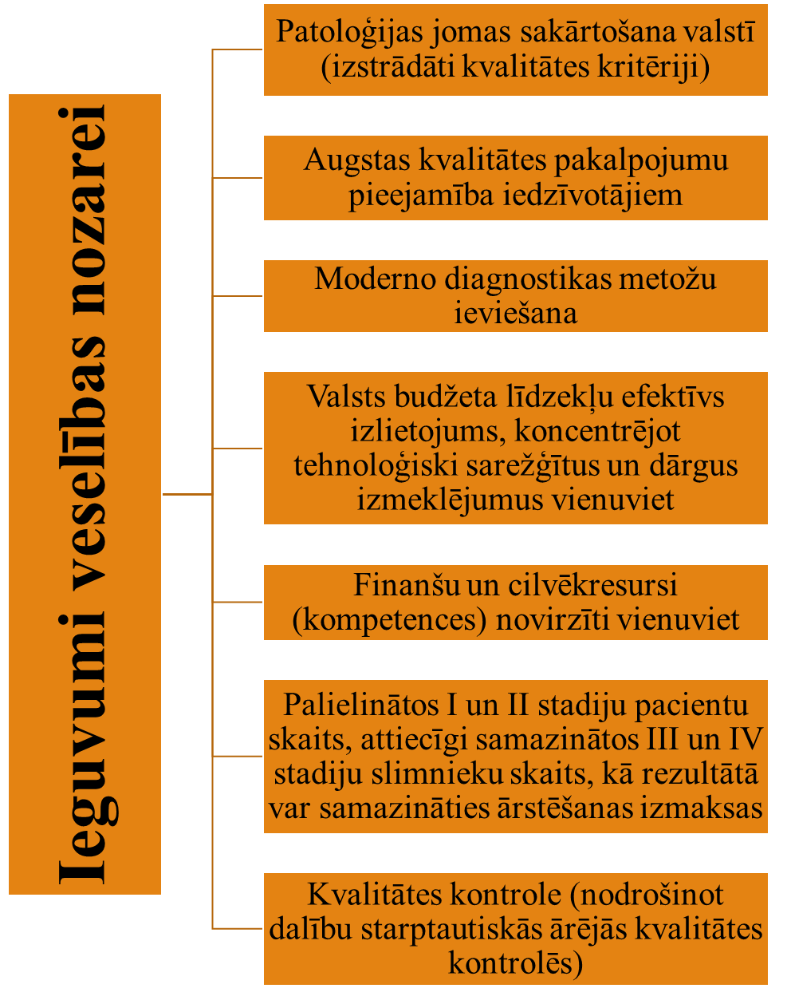 Ieguvumi veselības nozarei
Patoloģijas jomas sakārtošana valstī
(izstrādāti kvalitātes kritēriji)
Augstas kvalitātes pakalpojumu
pieejamība iedzīvotājiem
Moderno diagnostikas metožu
ieviešana
Valsts budžeta līdzekļu efektīvs
izlietojums, koncentrējot
tehnoloģiski sarežģītus un dārgus
izmeklējumus vienuviet
Finanšu un cilvēkresursi
(kompetences) novirzīti vienuviet
Palielinātos I un II stadiju pacientu
skaits, attiecīgi samazinātos III un IV
stadiju slimnieku skaits, kā rezultātā
var samazināties ārstēšanas izmaksas
Kvalitātes kontrole (nodrošinot
dalību starptautiskās ārējās kvalitātes
kontrolēs)